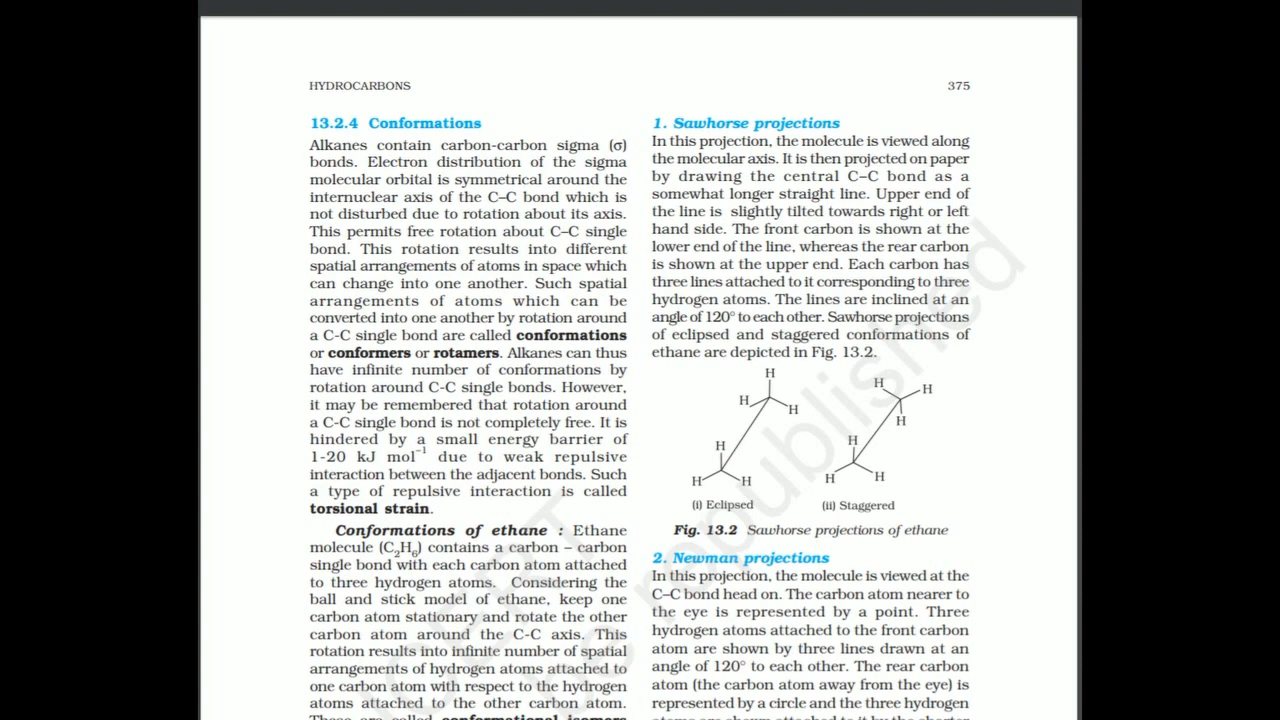 HYDROCARBONS
375
13.2.4 Conformations
Alkanes contain carbon-carbon sigma (σ)
bonds. Electron distribution of the sigma
molecular orbital is symmetrical around the
internuclear axis of the C–C bond which is
not disturbed due to rotation about its axis.
This permits free rotation about C–C single
bond. This rotation results into different
spatial arrangements of atoms in space which
can change into one another. Such spatial
arrangements of atoms which can be
converted into one another by rotation around
a C-C single bond are called conformations
or conformers or rotamers. Alkanes can thus
have infinite number of conformations by
rotation around C-C single bonds. However,
it may be remembered that rotation around
a C-C single bond is not completely free. It is
hindered by a small energy barrier of
1-20 kJ mol⁻¹ due to weak repulsive
interaction between the adjacent bonds. Such
a type of repulsive interaction is called
torsional strain.
Conformations of ethane : Ethane
molecule (C₂H₆) contains a carbon – carbon
single bond with each carbon atom attached
to three hydrogen atoms. Considering the
ball and stick model of ethane, keep one
carbon atom stationary and rotate the other
carbon atom around the C-C axis. This
rotation results into infinite number of spatial
arrangements of hydrogen atoms attached to
one carbon atom with respect to the hydrogen
atoms attached to the other carbon atom.
These are called conformational isomers
1. Sawhorse projections
In this projection, the molecule is viewed along
the molecular axis. It is then projected on paper
by drawing the central C–C bond as a
somewhat longer straight line. Upper end of
the line is slightly tilted towards right or left
hand side. The front carbon is shown at the
lower end of the line, whereas the rear carbon
is shown at the upper end. Each carbon has
three lines attached to it corresponding to three
hydrogen atoms. The lines are inclined at an
angle of 120° to each other. Sawhorse projections
of eclipsed and staggered conformations of
ethane are depicted in Fig. 13.2.
H
H H
H
H H
H H
H
H
H H
(i) Eclipsed
(ii) Staggered
Fig. 13.2 Sawhorse projections of ethane
2. Newman projections
In this projection, the molecule is viewed at the
C–C bond head on. The carbon atom nearer to
the eye is represented by a point. Three
hydrogen atoms attached to the front carbon
atom are shown by three lines drawn at an
angle of 120° to each other. The rear carbon
atom (the carbon atom away from the eye) is
represented by a circle and the three hydrogen
atoms are shown attached to it by the shorter
be republished